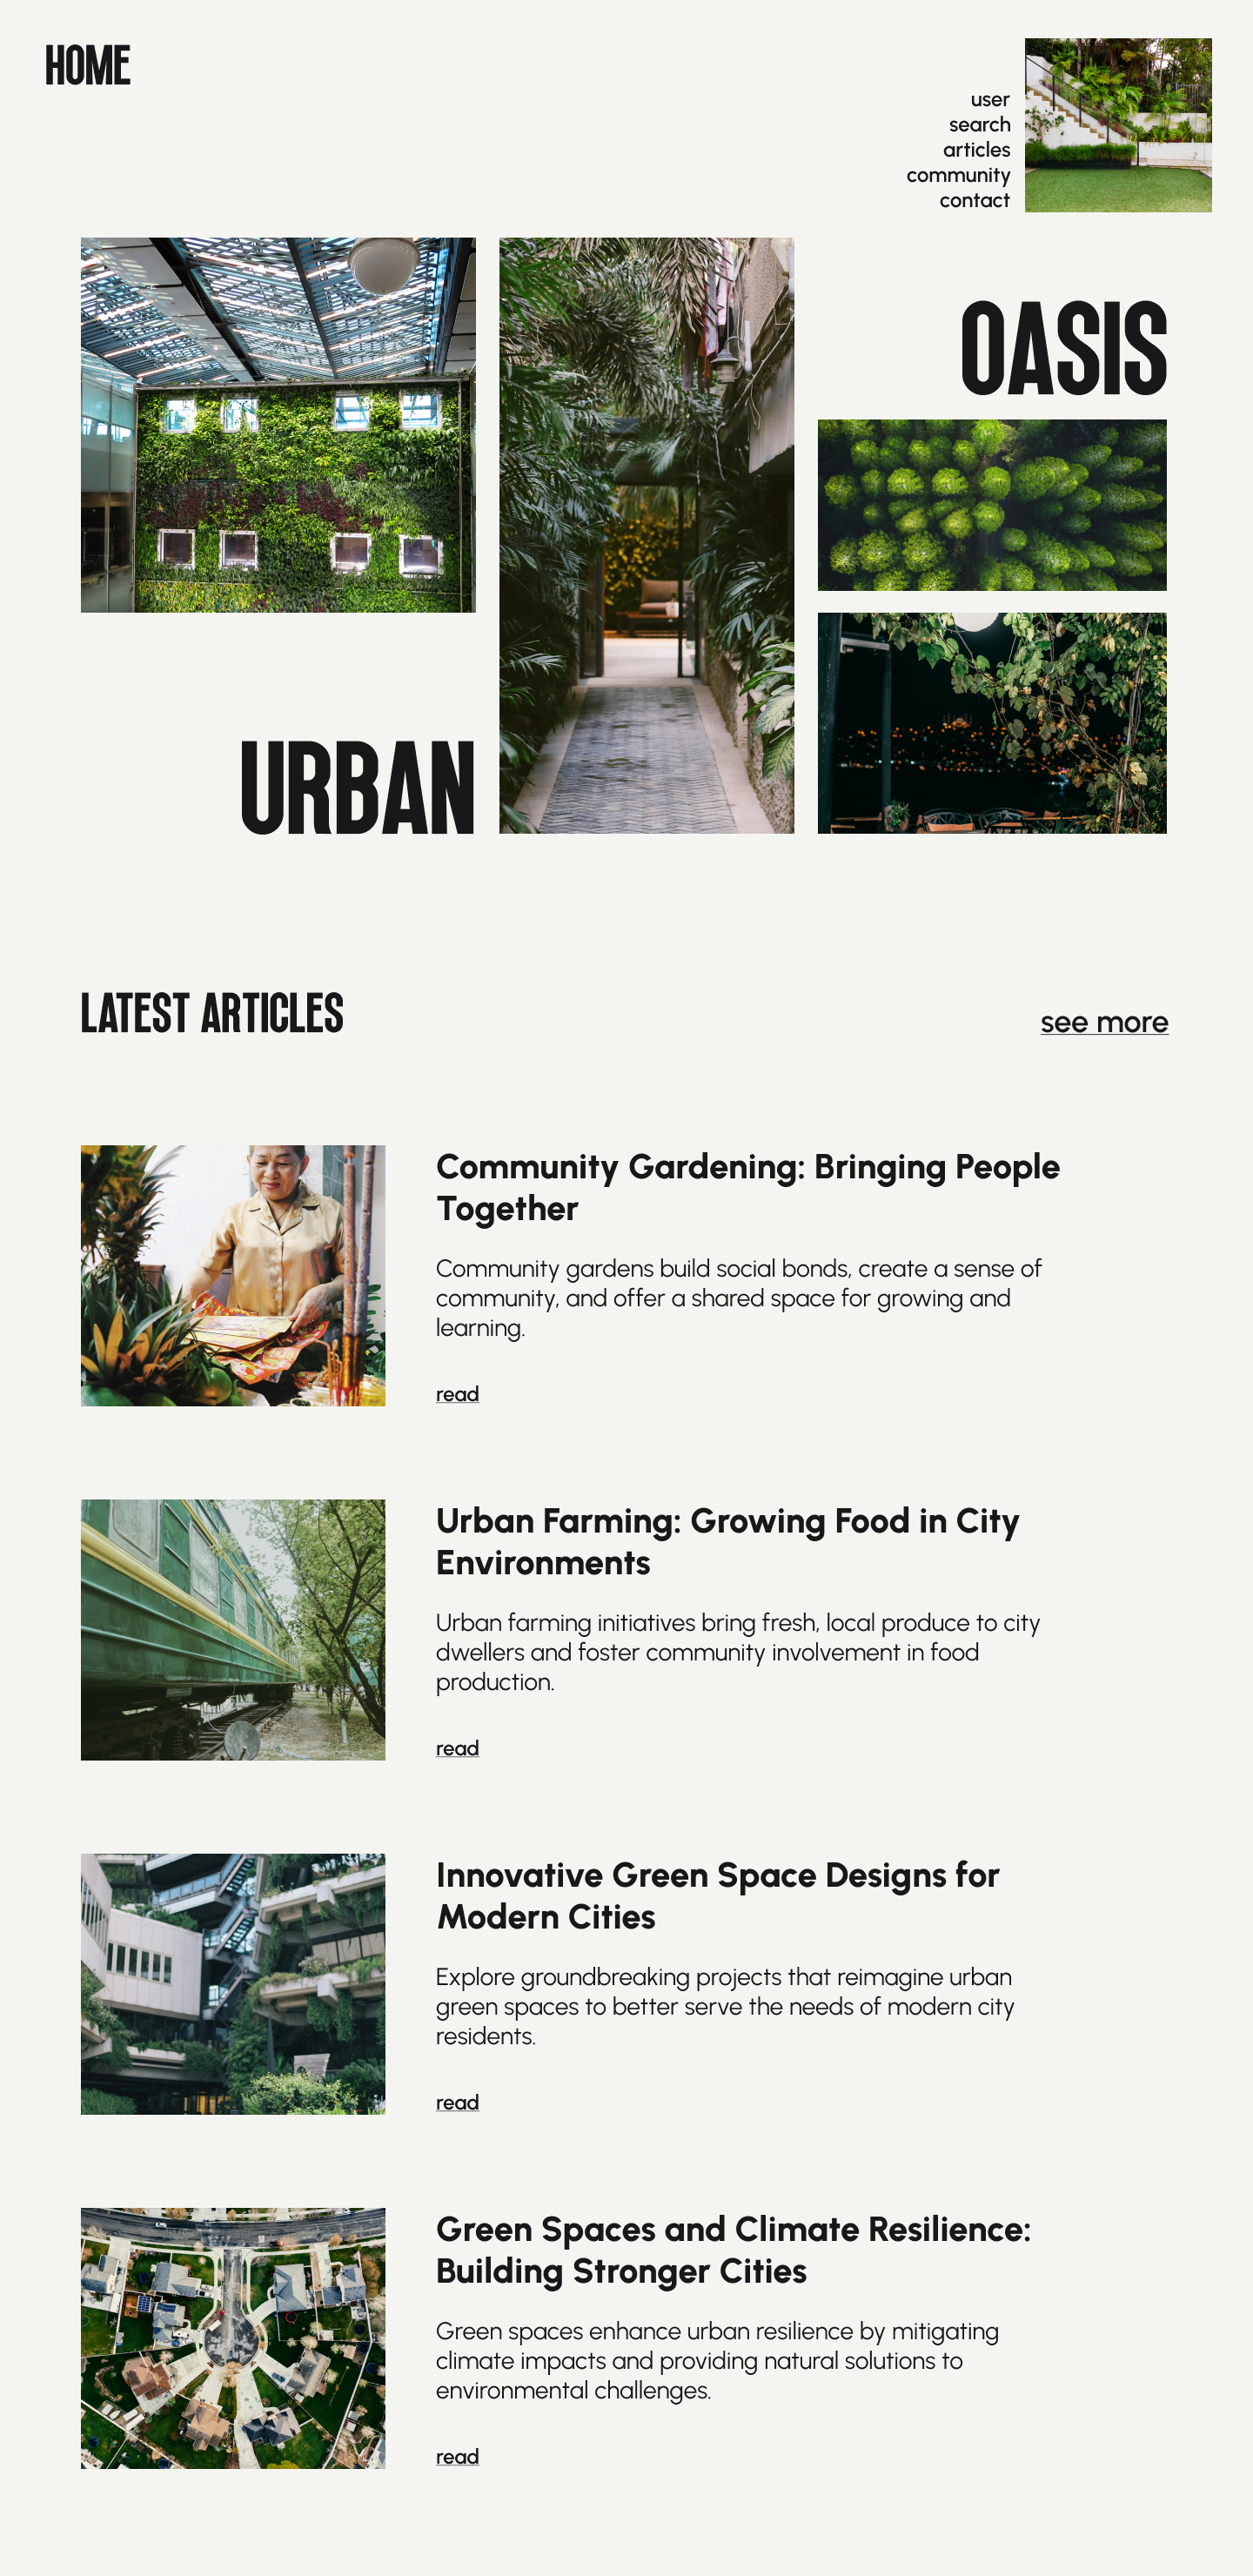 HOME
user
search
articles
community
contact
OASIS
URBAN
LATEST ARTICLES
see more
Community Gardening: Bringing People
Together
Community gardens build social bonds, create a sense of
community, and offer a shared space for growing and
learning.
read
Urban Farming: Growing Food in City
Environments
Urban farming initiatives bring fresh, local produce to city
dwellers and foster community involvement in food
production.
read
Innovative Green Space Designs for
Modern Cities
Explore groundbreaking projects that reimagine urban
green spaces to better serve the needs of modern city
residents.
read
Green Spaces and Climate Resilience:
Building Stronger Cities
Green spaces enhance urban resilience by mitigating
climate impacts and providing natural solutions to
environmental challenges.
read